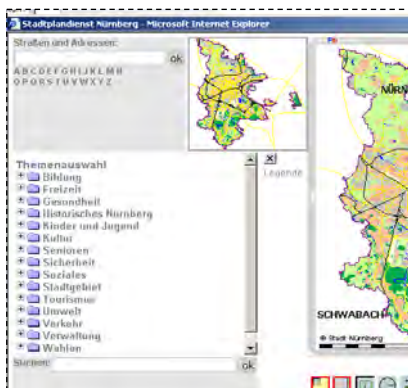 Stadtplandienst Nürnberg - Microsoft Internet Explorer
Straßen und Adressen:
ok
A B C D E F G H I J K L M N
O P Q R S T U V W X Y Z
Themenauswahl
Bildung
Freizeit
Gesundheit
Historisches Nürnberg
Kinder und Jugend
Kultur
Senioren
Sicherheit
Soziales
Stadtgebiet
Tourismus
Umwelt
Verkehr
Verwaltung
Wahlen
Suchen:
ok
Legende
NÜRN
SCHWABACH
© Stadt Nürnberg